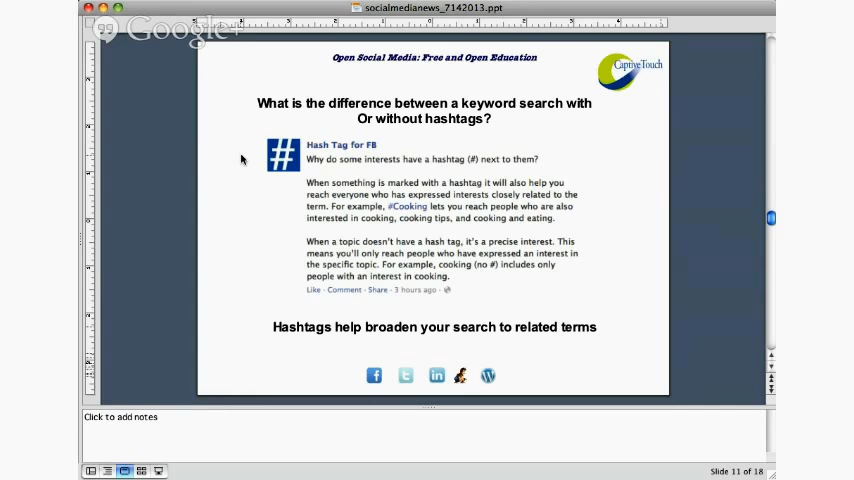 socialmedianews_7142013.ppt
Google+
Open Social Media: Free and Open Education
CaptiveTouch
What is the difference between a keyword search with
Or without hashtags?
#
Hash Tag for FB
Why do some interests have a hashtag (#) next to them?
When something is marked with a hashtag it will also help you
reach everyone who has expressed interests closely related to the
term. For example, #Cooking lets you reach people who are also
interested in cooking, cooking tips, and cooking and eating.
When a topic doesn't have a hash tag, it's a precise interest. This
means you'll only reach people who have expressed an interest in
the specific topic. For example, cooking (no #) includes only
people with an interest in cooking.
Like · Comment · Share · 3 hours ago ·
Hashtags help broaden your search to related terms
Click to add notes
Slide 11 of 18